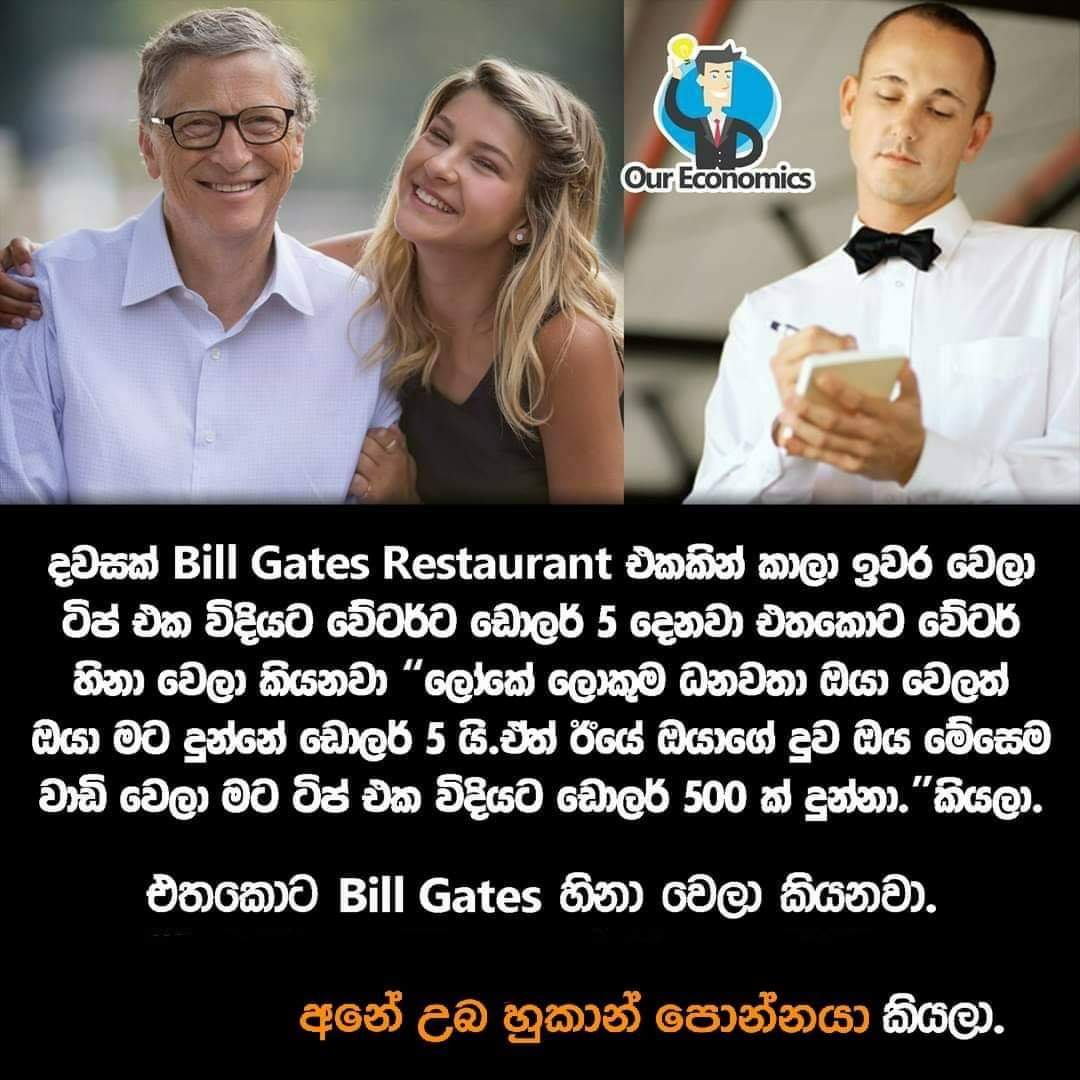 Our Economics
දවසක් Bill Gates Restaurant එකකින් කාලා ඉවර වෙලා
ටිප් එක විදියට වේටර්ට ඩොලර් 5 දෙනවා එතකොට වේටර්
හිනා වෙලා කියනවා “ලෝකේ ලොකුම ධනවතා ඔයා වෙලත්
ඔයා මට දුන්නේ ඩොලර් 5 යි.ඒත් ඊයේ ඔයාගේ දුව ඔය මේසෙම
වාඩි වෙලා මට ටිප් එක විදියට ඩොලර් 500 ක් දුන්නා.”කියලා.
එතකොට Bill Gates හිනා වෙලා කියනවා.
අනේ උබ හුකාන් පොන්නයා කියලා.